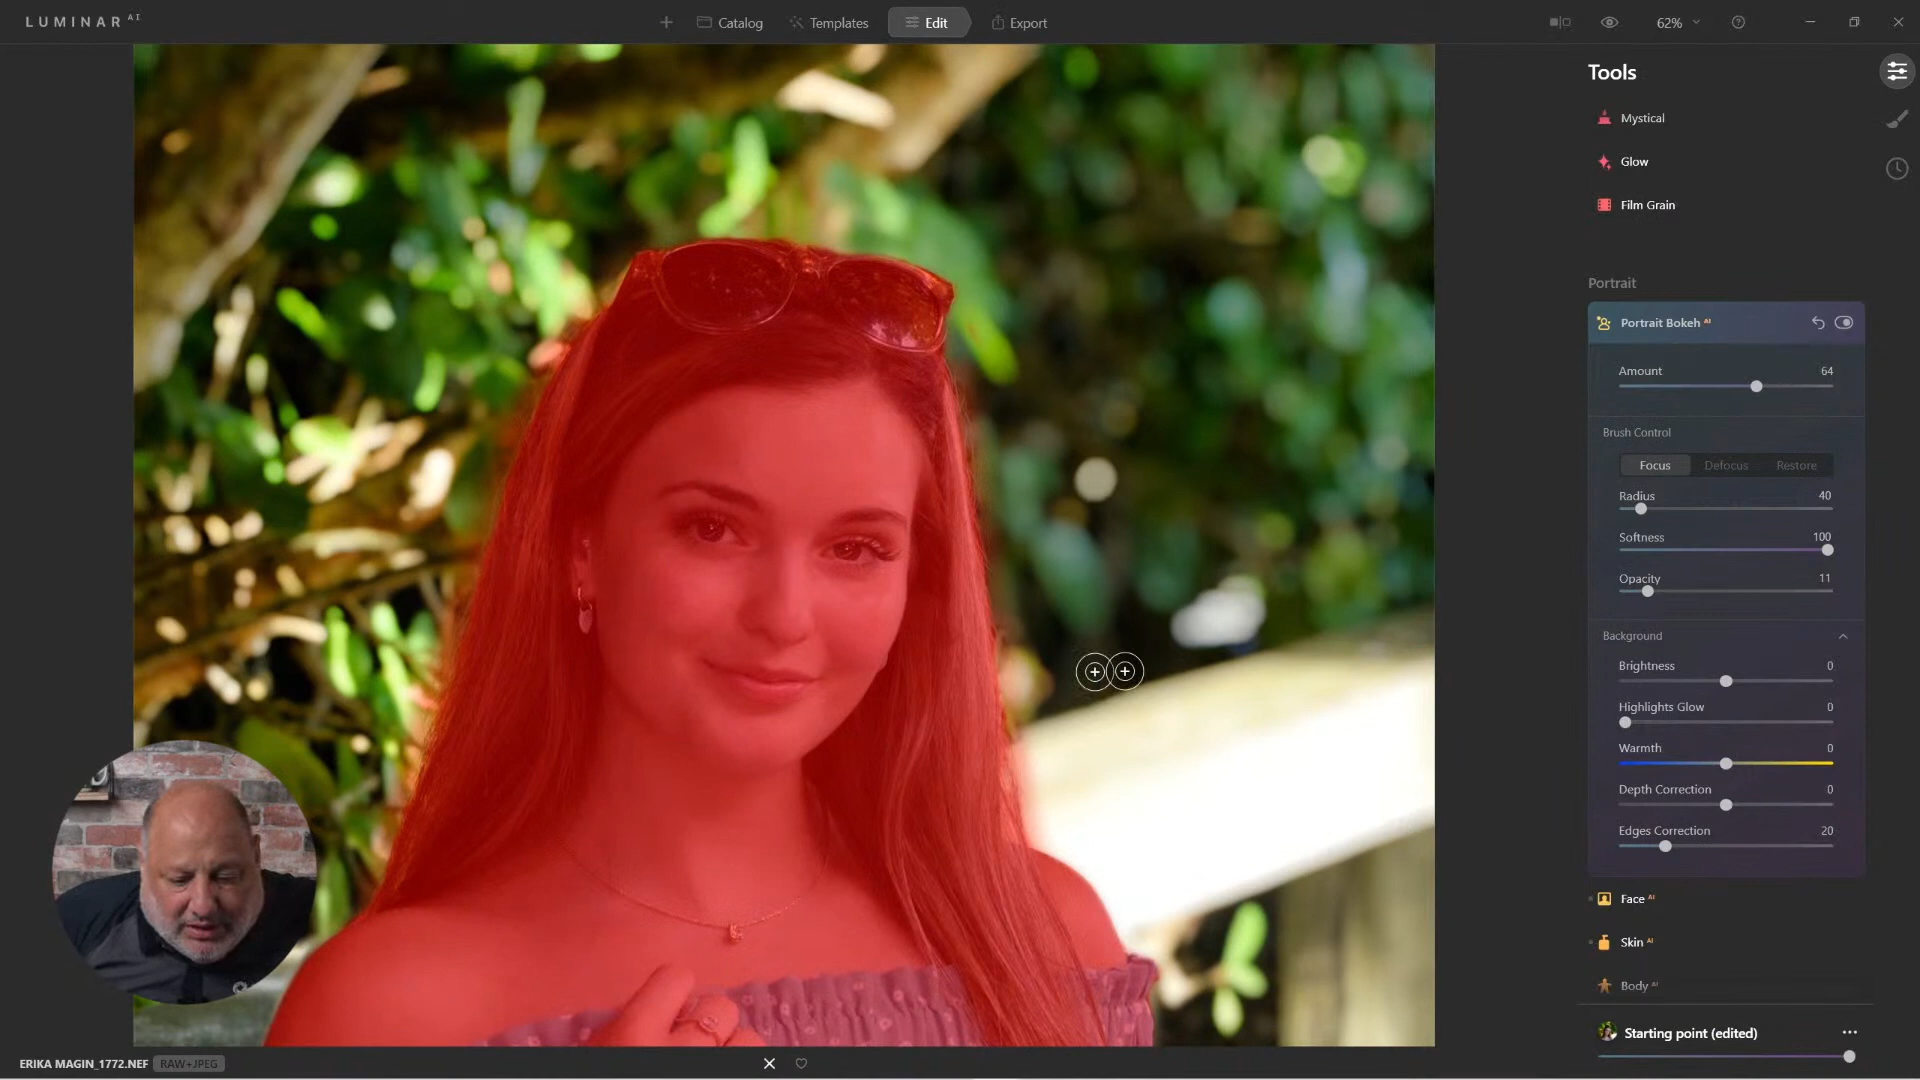 LUMINAR AI
Catalog
Templates
Edit
Export
62%
Tools
Mystical
Glow
Film Grain
Portrait
Portrait Bokeh AI
Amount 64
Brush Control
Focus Defocus Restore
Radius 40
Softness 100
Opacity 11
Background
Brightness 0
Highlights Glow 0
Warmth 0
Depth Correction 0
Edges Correction 20
Face AI
Skin AI
Body AI
Starting point (edited)
ERIKA MAGIN_1772.NEF RAW+JPEG